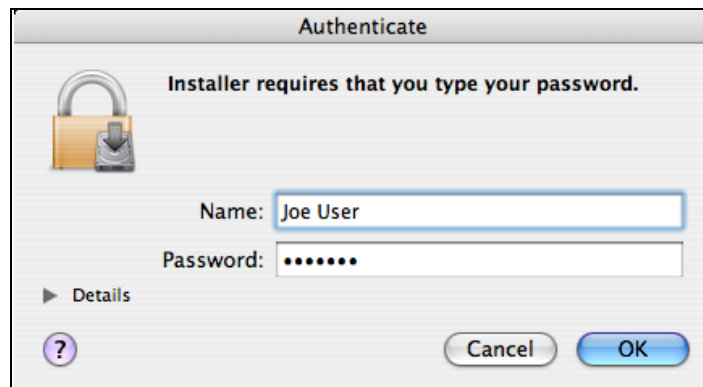 Authenticate
Installer requires that you type your password.
Name: Joe User
Password: •••••••
Details
?
Cancel OK